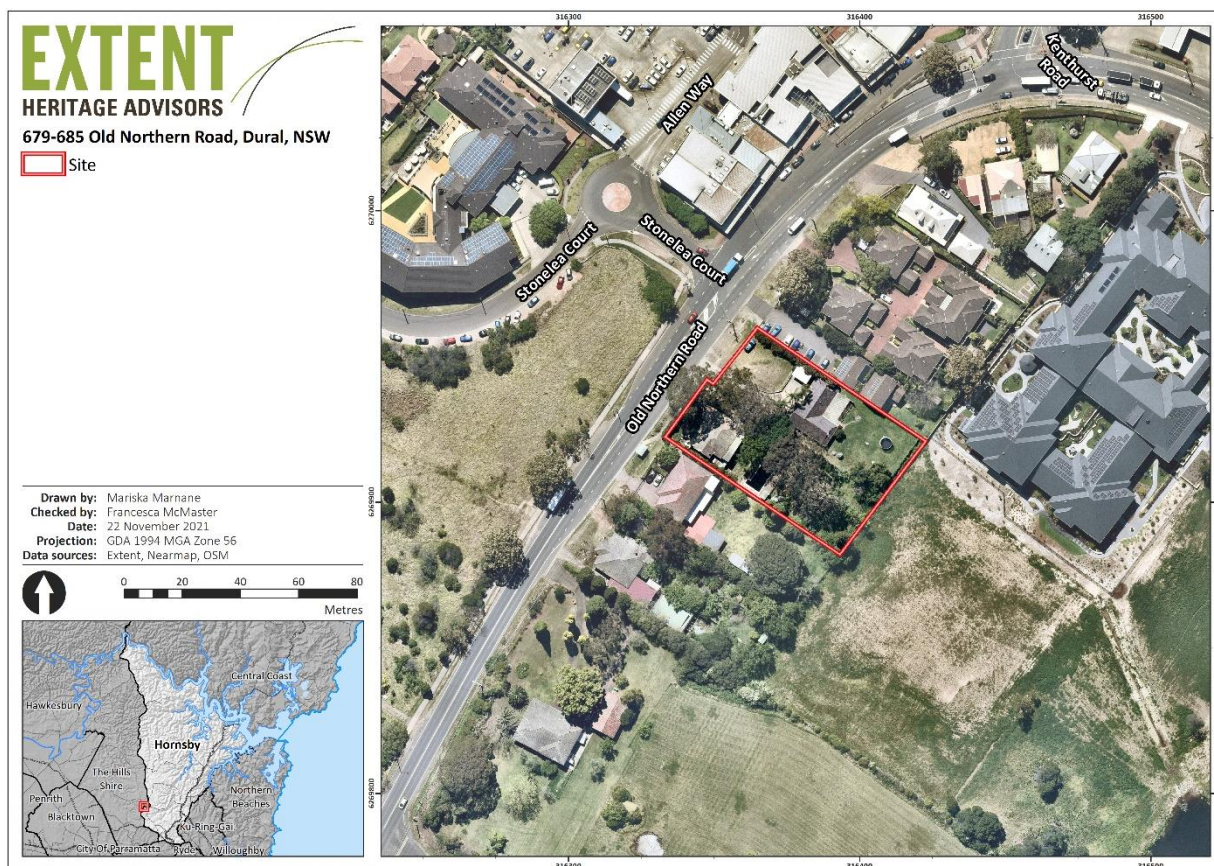 EXTENT
HERITAGE ADVISORS
679-685 Old Northern Road, Dural, NSW
Site
Drawn by: Mariska Marnane
Checked by: Francesca McMaster
Date: 22 November 2021
Projection: GDA 1994 MGA Zone 56
Data sources: Extent, Nearmap, OSM
0 20 40 60 80
Metres
Central Coast
Hawkesbury
Hornsby
The Hills
Shire
Northern
Beaches
Penrith
Blacktown
Ku-Ring-Gai
City Of Parramatta
Ryde
Willoughby
316300
316400
316500
Kenthurst
Road
Allen Way
6270000
Stonelea Court
Stonelea Court
Old Northern Road
6269900
6269800
316300
316400
316500